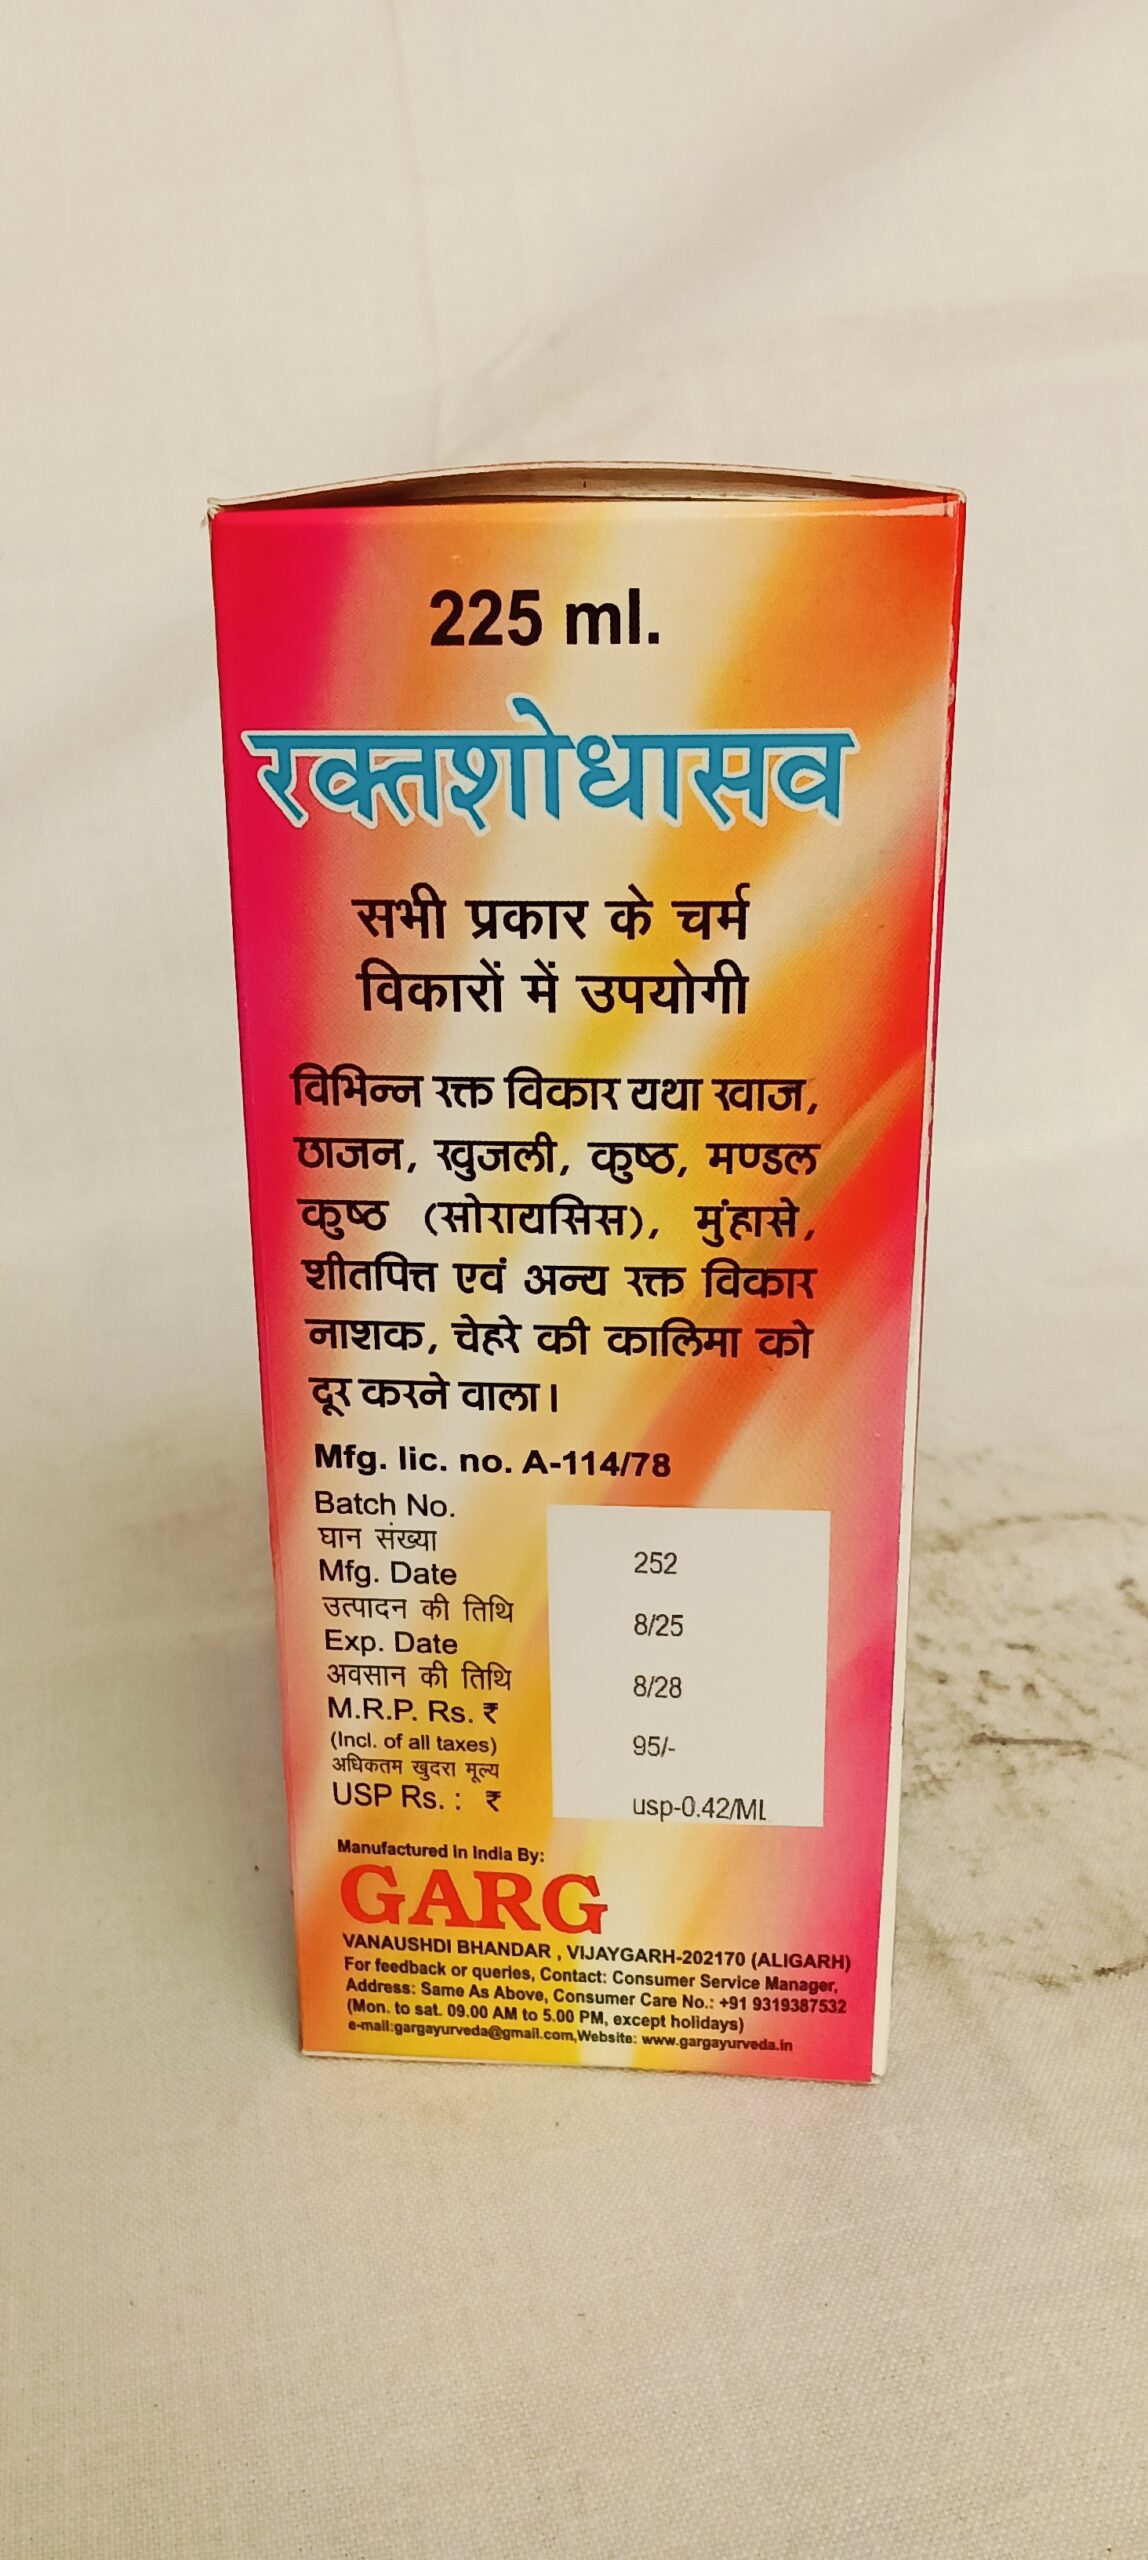 225 ml.
रक्तशोधासव
सभी प्रकार के चर्म
विकारों में उपयोगी
विभिन्न रक्त विकार यथा खाज,
छाजन, खुजली, कुष्ठ, मण्डल
कुष्ठ (सोरायसिस), मुंहासे,
शीतपित्त एवं अन्य रक्त विकार
नाशक, चेहरे की कालिमा को
दूर करने वाला।
Mfg. lic. no. A-114/78
Batch No.
घान संख्या 252
Mfg. Date
उत्पादन की तिथि 8/25
Exp. Date
अवसान की तिथि 8/28
M.R.P. Rs. ₹
(Incl. of all taxes) 95/-
अधिकतम खुदरा मूल्य
USP Rs. : ₹ usp-0.42/ML
Manufactured in India By:
GARG
VANAUSHDI BHANDAR , VIJAYGARH-202170 (ALIGARH)
For feedback or queries, Contact: Consumer Service Manager,
Address: Same As Above, Consumer Care No.: +91 9319387532
(Mon. to sat. 09.00 AM to 5.00 PM, except holidays)
e-mail:gargayurveda@gmail.com,Website: www.gargayurveda.in